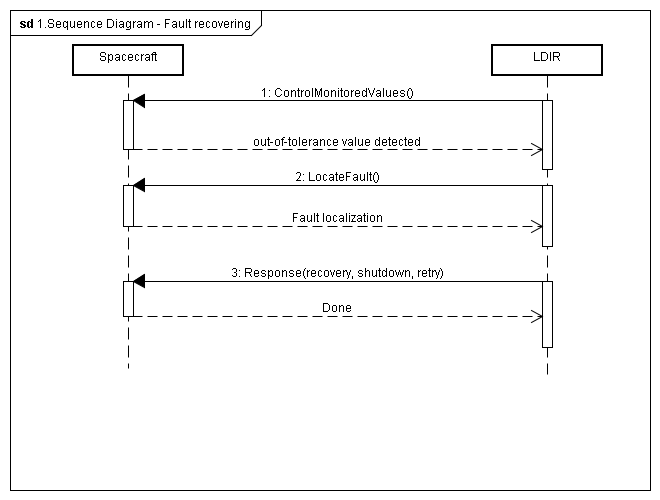 sd 1.Sequence Diagram - Fault recovering
Spacecraft
LDIR
1: ControlMonitoredValues()
out-of-tolerance value detected
2: LocateFault()
Fault localization
3: Response(recovery, shutdown, retry)
Done